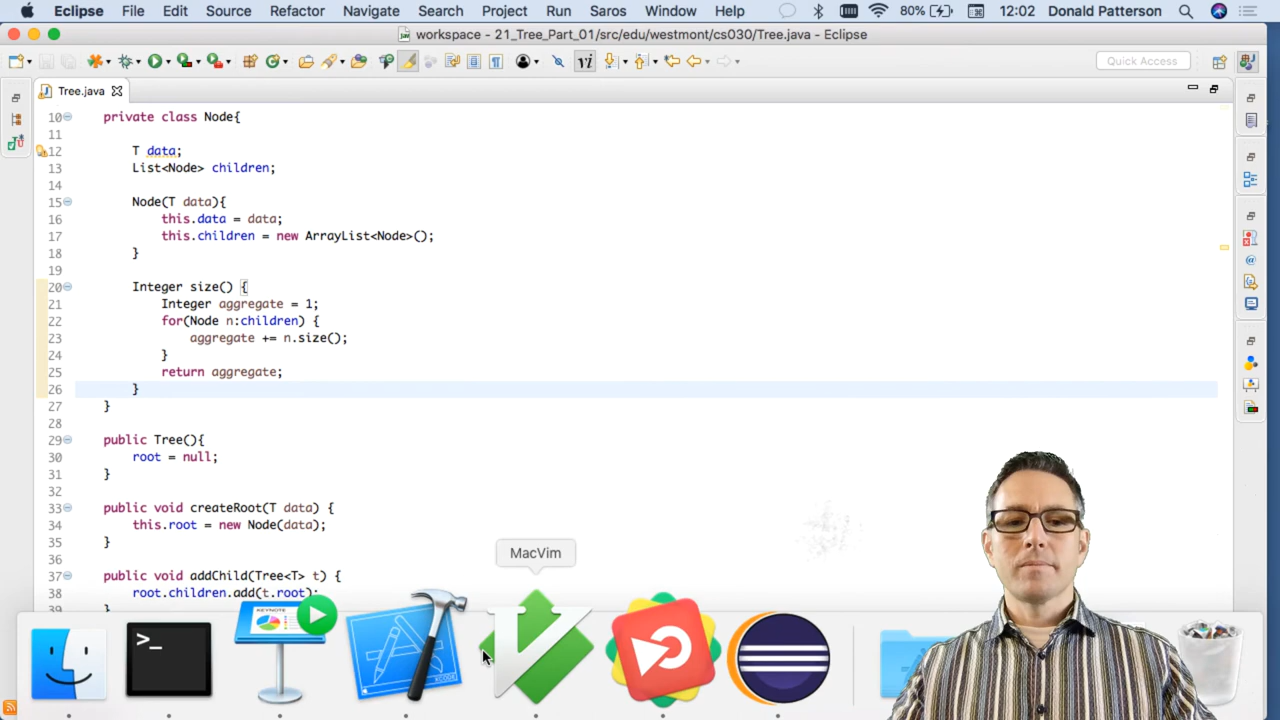 Eclipse File Edit Source Refactor Navigate Search Project Run Saros Window Help 80% 12:02 Donald Patterson
workspace - 21_Tree_Part_01/src/edu/westmont/cs030/Tree.java - Eclipse
Quick Access
Tree.java
10 private class Node{
11
12 T data;
13 List<Node> children;
14
15 Node(T data){
16 this.data = data;
17 this.children = new ArrayList<Node>();
18 }
19
20 Integer size() {
21 Integer aggregate = 1;
22 for(Node n:children) {
23 aggregate += n.size();
24 }
25 return aggregate;
26 }
27 }
28
29 public Tree(){
30 root = null;
31 }
32
33 public void createRoot(T data) {
34 this.root = new Node(data);
35 }
36
37 public void addChild(Tree<T> t) {
38 root.children.add(t.root);
39 }
MacVim
KEYNOTE
XCODE
>_